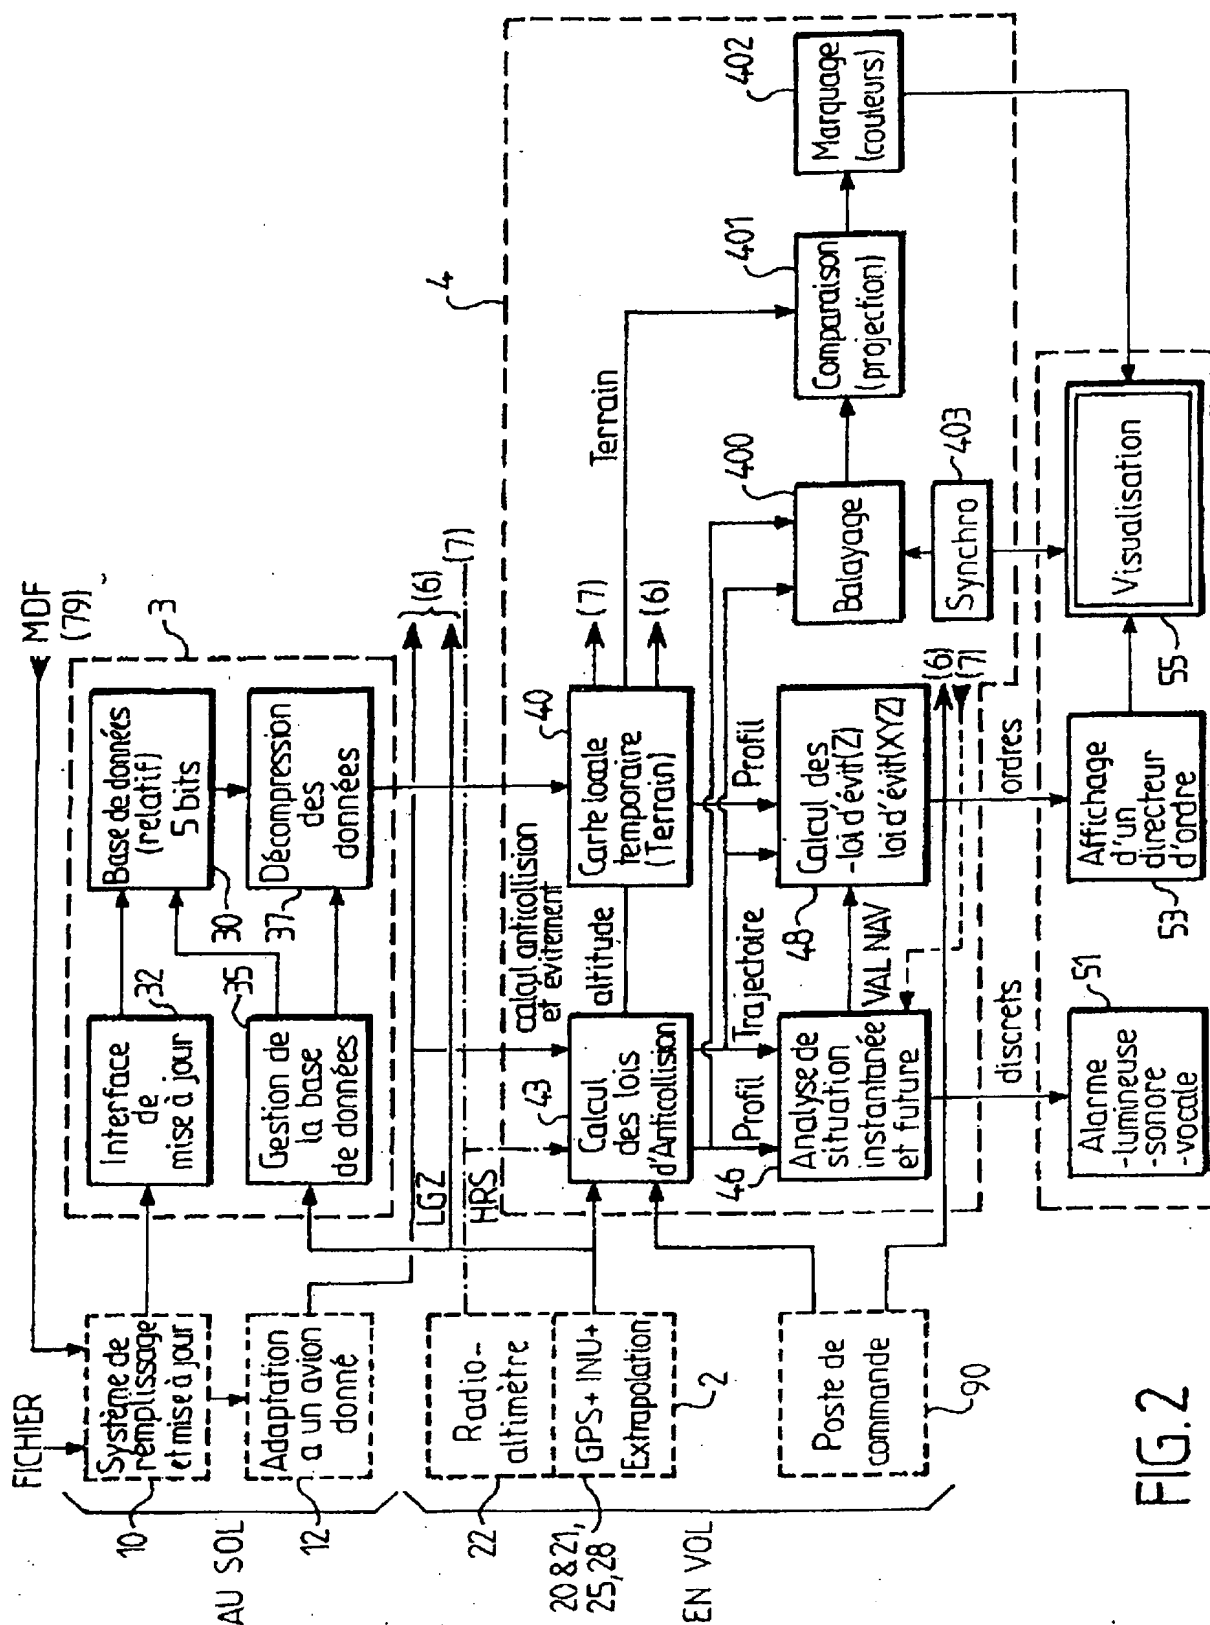 FICHIER
MDF
(79)
10
Système de
remplissage
et mise à jour
AU SOL
12
Adaptation
a un avion
donné
3
Interface
de
mise à jour
32
Base de données
(relatif)
5 bits
30
35
Gestion de
la base
de données
37
Décompression
des
données
(6)
(7)
LGZ
HRS
22
Radio-
altimètre
20 & 21,
25, 28
GPS + INU +
Extrapolation
2
EN VOL
Poste de
commande
90
4
calcul anticollision
et évitement
43
Calcul
des lois
d'Anticollision
altitude
40
Carte locale
temporaire
(Terrain)
(7)
(6)
Terrain
Profil
Trajectoire
Profil
46
Analyse de
situation
instantanée
et future
VAL NAV
48
Calcul des
-loi d'évit(Z)
loi d'évit(XYZ)
(6)
(7)
400
Balayage
403
Synchro
401
Comparaison
(projection)
402
Marquage
(couleurs)
discrets
ordres
51
Alarme
-lumineuse
-sonore
-vocale
53
Affichage
d'un
directeur
d'ordre
55
Visualisation
FIG.2